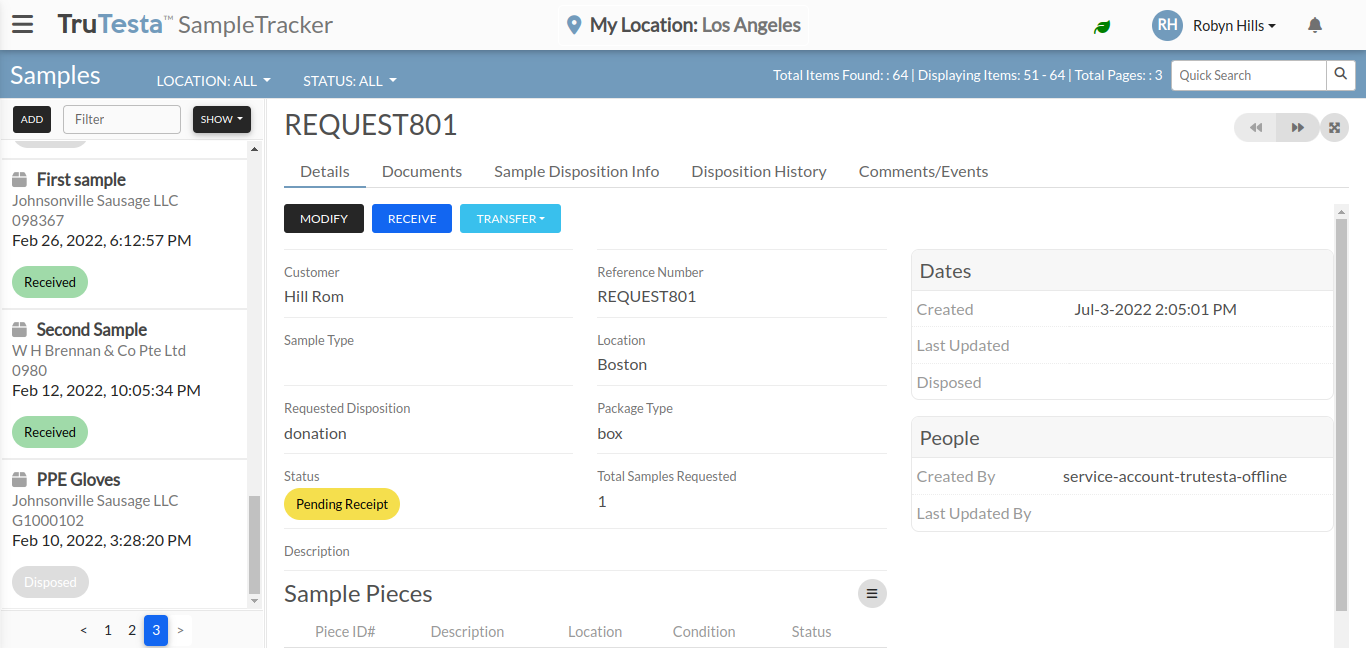 TruTesta™ SampleTracker
My Location: Los Angeles
RH Robyn Hills
Samples
LOCATION: ALL
STATUS: ALL
Total Items Found: : 64 | Displaying Items: 51 - 64 | Total Pages: : 3
Quick Search
ADD
Filter
SHOW
First sample
Johnsonville Sausage LLC
098367
Feb 26, 2022, 6:12:57 PM
Received
Second Sample
W H Brennan & Co Pte Ltd
0980
Feb 12, 2022, 10:05:34 PM
Received
PPE Gloves
Johnsonville Sausage LLC
G1000102
Feb 10, 2022, 3:28:20 PM
Disposed
< 1 2 3 >
REQUEST801
Details Documents Sample Disposition Info Disposition History Comments/Events
MODIFY RECEIVE TRANSFER
Customer
Hill Rom
Reference Number
REQUEST801
Sample Type
Location
Boston
Requested Disposition
donation
Package Type
box
Status
Pending Receipt
Total Samples Requested
1
Description
Sample Pieces
Piece ID# Description Location Condition Status
Dates
Created Jul-3-2022 2:05:01 PM
Last Updated
Disposed
People
Created By service-account-trutesta-offline
Last Updated By